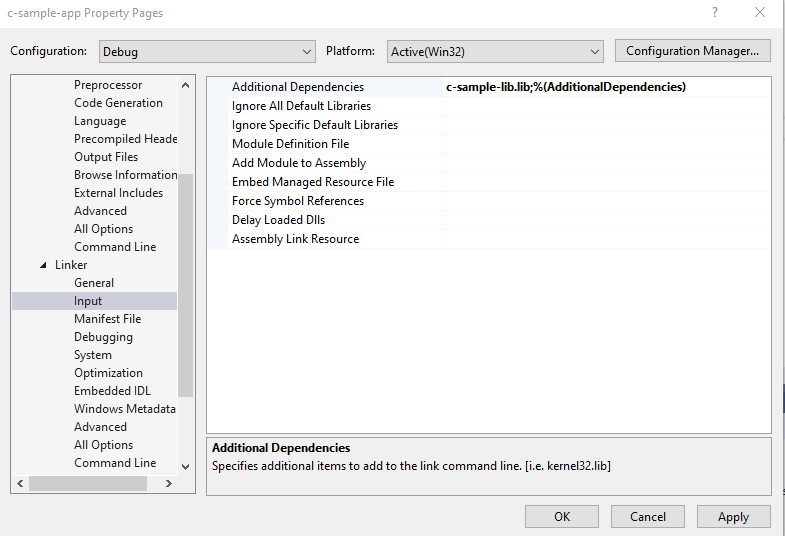 c-sample-app Property Pages
? ×
Configuration: Debug Platform: Active(Win32) Configuration Manager...
Preprocessor
Code Generation
Language
Precompiled Heade
Output Files
Browse Information
External Includes
Advanced
All Options
Command Line
Linker
General
Input
Manifest File
Debugging
System
Optimization
Embedded IDL
Windows Metadata
Advanced
All Options
Command Line
Additional Dependencies c-sample-lib.lib;%(AdditionalDependencies)
Ignore All Default Libraries
Ignore Specific Default Libraries
Module Definition File
Add Module to Assembly
Embed Managed Resource File
Force Symbol References
Delay Loaded Dlls
Assembly Link Resource
Additional Dependencies
Specifies additional items to add to the link command line. [i.e. kernel32.lib]
OK Cancel Apply